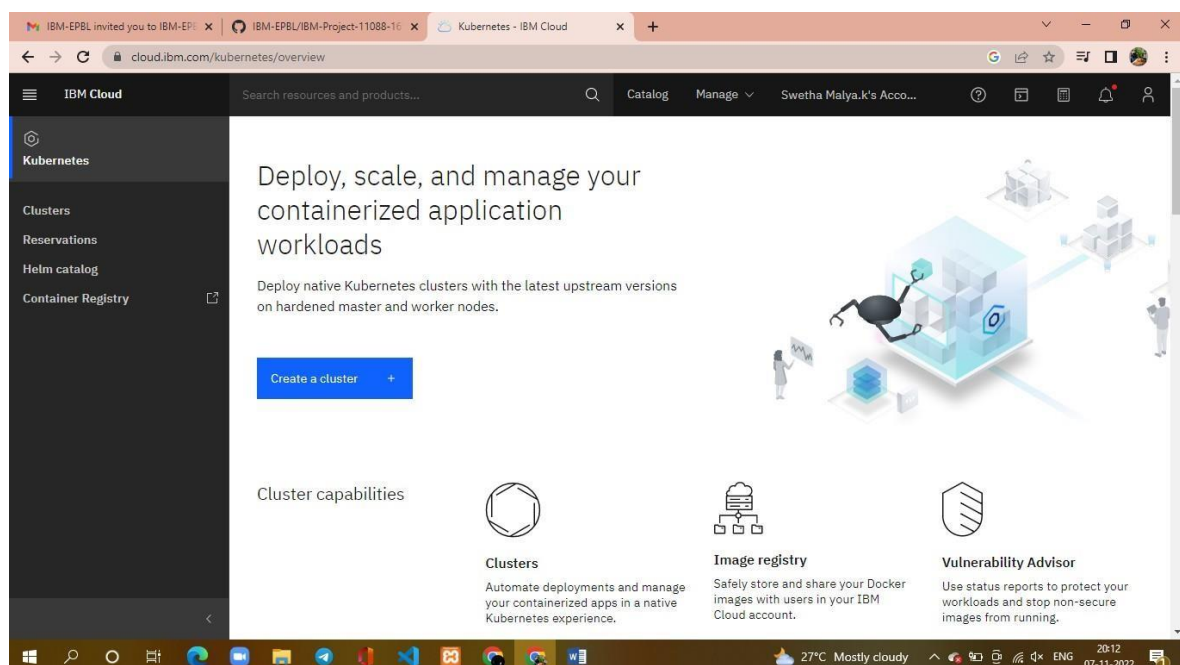 IBM-EPBL invited you to IBM-EPB
IBM-EPBL/IBM-Project-11088-16
Kubernetes - IBM Cloud
cloud.ibm.com/kubernetes/overview
IBM Cloud
Search resources and products...
Catalog
Manage
Swetha Malya.k's Acco...
Kubernetes
Clusters
Reservations
Helm catalog
Container Registry
Deploy, scale, and manage your
containerized application
workloads
Deploy native Kubernetes clusters with the latest upstream versions
on hardened master and worker nodes.
Create a cluster +
Cluster capabilities
Clusters
Automate deployments and manage
your containerized apps in a native
Kubernetes experience.
Image registry
Safely store and share your Docker
images with users in your IBM
Cloud account.
Vulnerability Advisor
Use status reports to protect your
workloads and stop non-secure
images from running.
27°C Mostly cloudy
ENG
20:12
07-11-2022